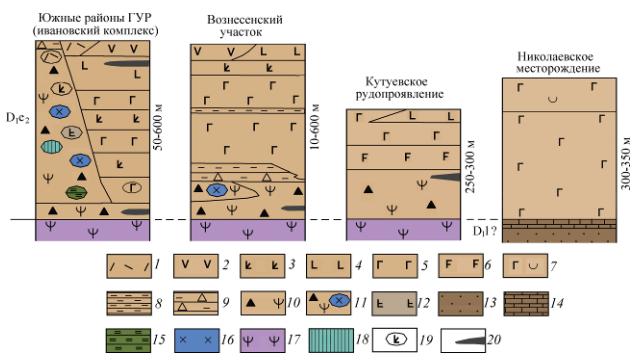 Южные районы ГУР
(ивановский комплекс)
Вознесенский
участок
Кутуевское
рудопроявление
Николаевское
месторождение
D₁e₂
50-600 м
10-600 м
250-300 м
300-350 м
D₁l?
1
2
3
4
5
6
7
8
9
10
11
12
13
14
15
16
17
18
19
20